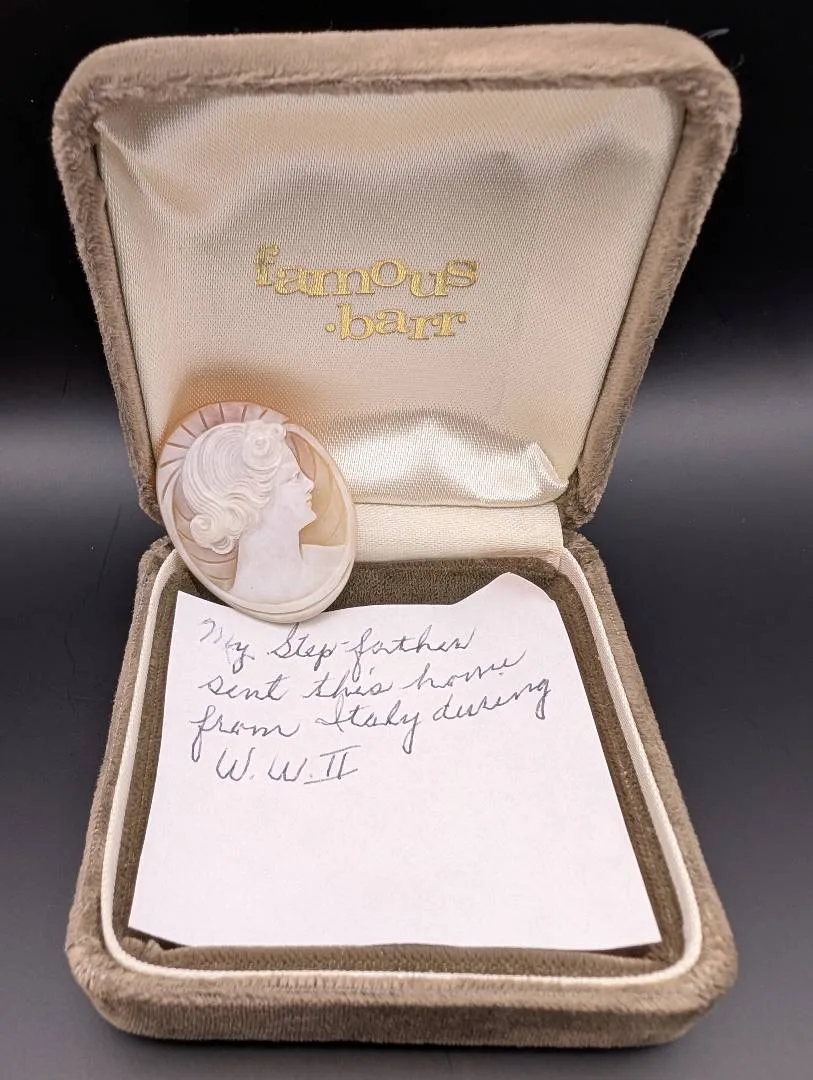 famous
·barr
My Step-father
sent this home
from Italy during
W. W. II